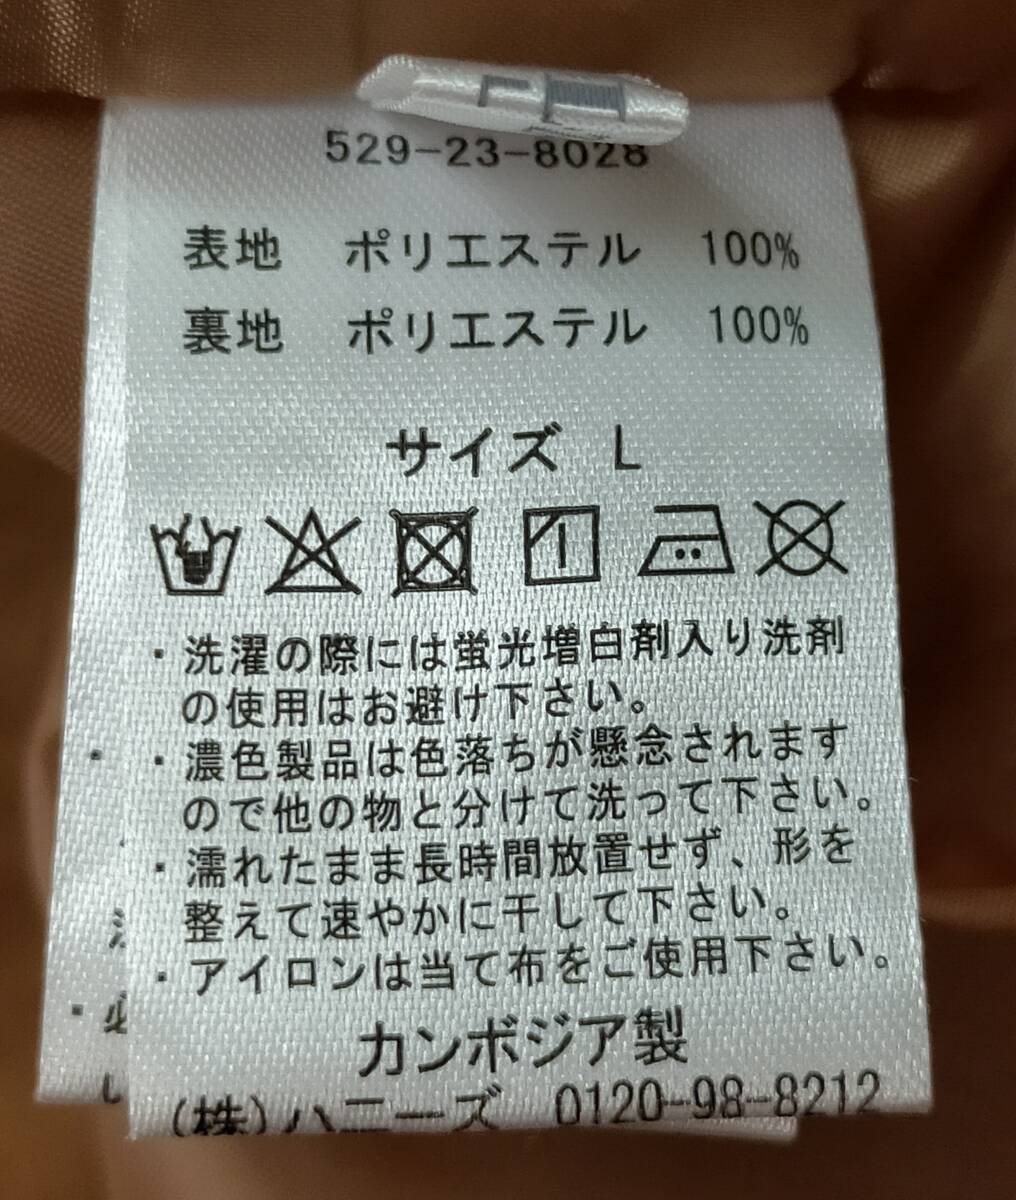 529-23-8028
表地 ポリエステル 100%
裏地 ポリエステル 100%
サイズ L
・洗濯の際には蛍光増白剤入り洗剤
の使用はお避け下さい。
・濃色製品は色落ちが懸念されます
ので他の物と分けて洗って下さい。
・濡れたまま長時間放置せず、形を
整えて速やかに干して下さい。
・アイロンは当て布をご使用下さい。
カンボジア製
(株)ハニーズ 0120-98-8212